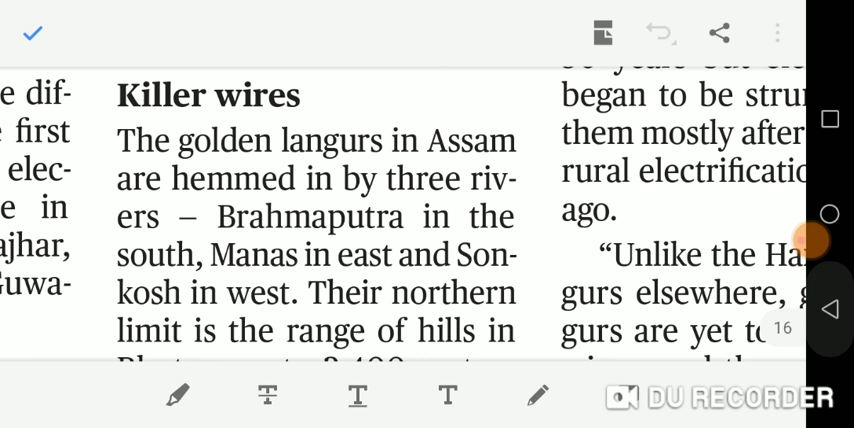 e dif-
e first
elec-
e in
ajhar,
Guwa-
Killer wires
The golden langurs in Assam
are hemmed in by three riv-
ers – Brahmaputra in the
south, Manas in east and Son-
kosh in west. Their northern
limit is the range of hills in
began to be stru
them mostly after
rural electrificatio
ago.
“Unlike the Ha
gurs elsewhere, g
gurs are yet to
16
DU RECORDER